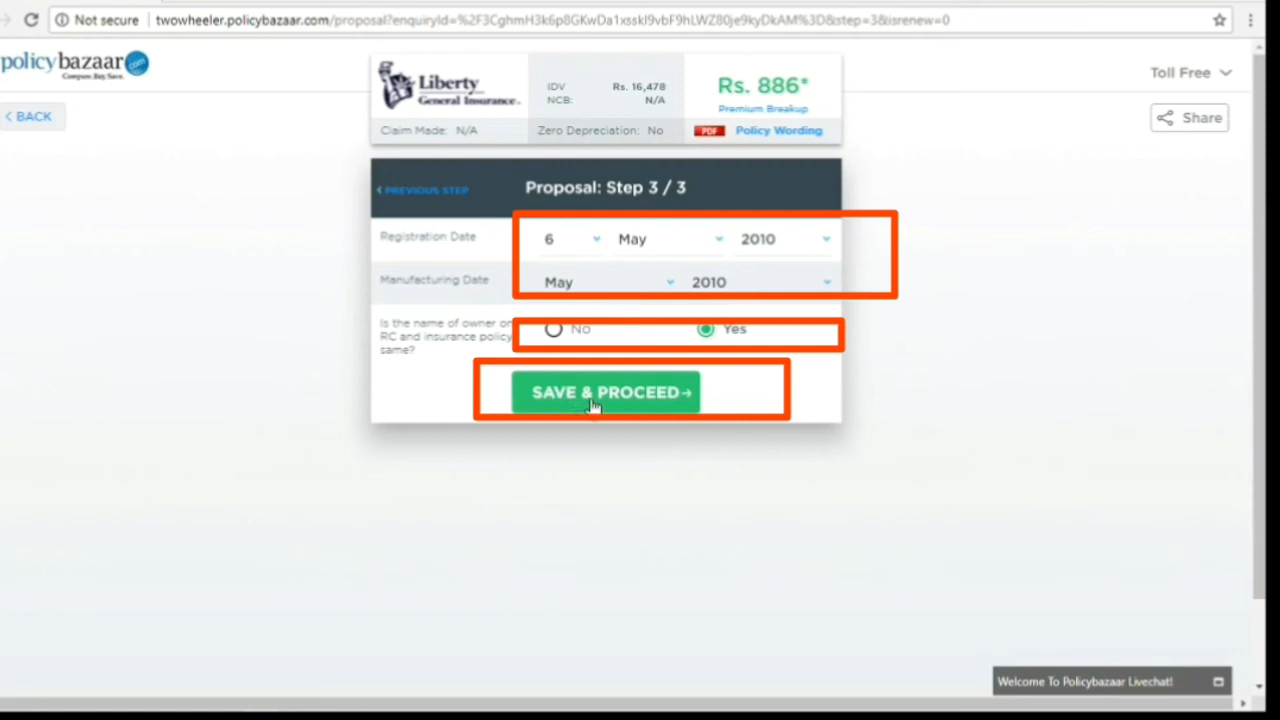 Not secure | twowheeler.policybazaar.com/proposal?enquiryId=%2F3CghmH3k6p8GKwDa1xsskI9vbF9hLWZ80je9kyDkAM%3D&step=3&isrenew=0
policybazaar.com
Compare. Buy. Save.
Toll Free
< BACK
Share
Liberty
General Insurance
IDV Rs. 16,478
NCB: N/A
Rs. 886*
Premium Breakup
Claim Made: N/A
Zero Depreciation: No
PDF Policy Wording
< PREVIOUS STEP
Proposal: Step 3 / 3
Registration Date
6 May 2010
Manufacturing Date
May 2010
Is the name of owner on
RC and insurance policy
same?
No Yes
SAVE & PROCEED→
Welcome To Policybazaar Livechat!